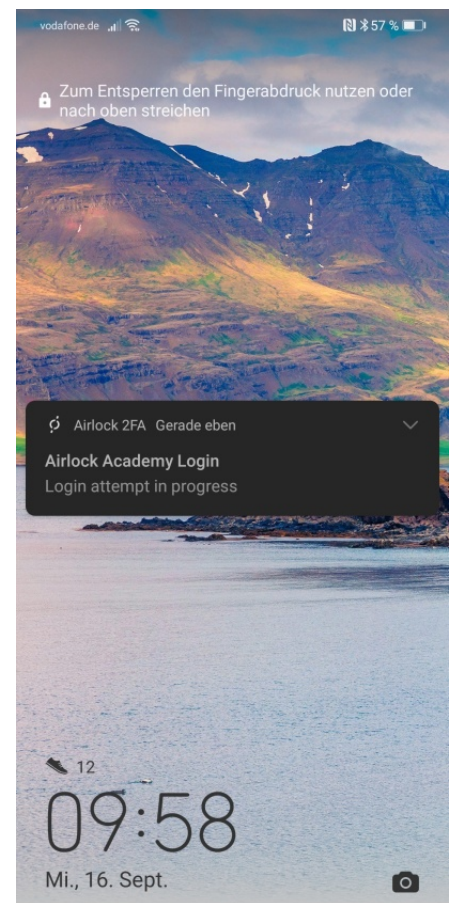 vodafone.de 57 %
Zum Entsperren den Fingerabdruck nutzen oder
nach oben streichen
Airlock 2FA Gerade eben
Airlock Academy Login
Login attempt in progress
12
09:58
Mi., 16. Sept.